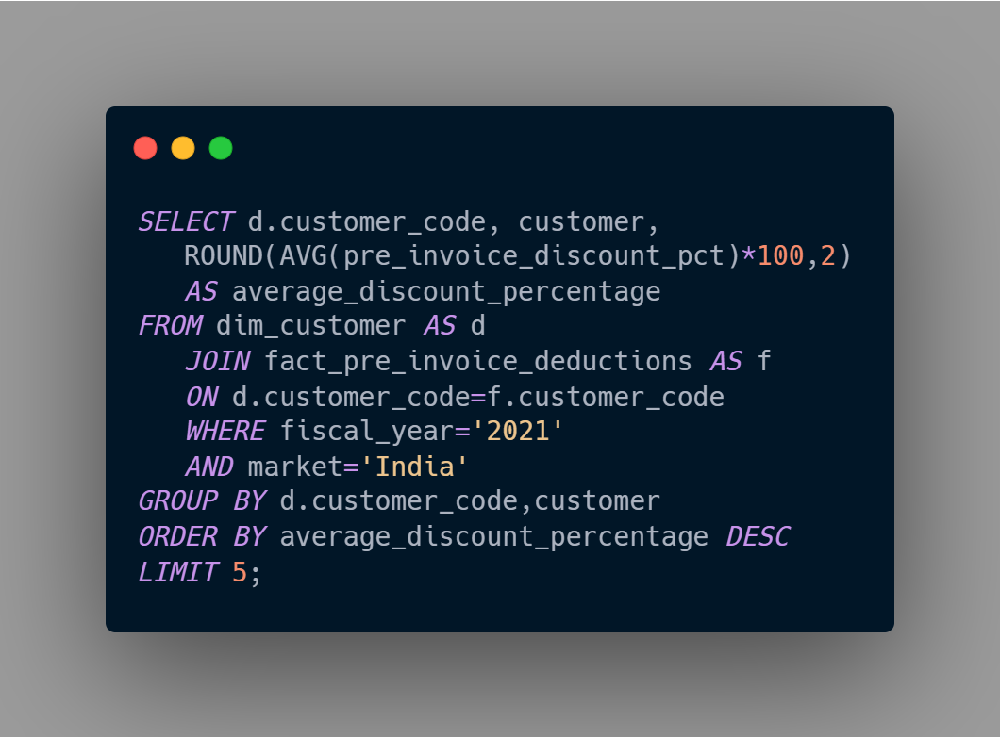 SELECT d.customer_code, customer,
ROUND(AVG(pre_invoice_discount_pct)*100,2)
AS average_discount_percentage
FROM dim_customer AS d
JOIN fact_pre_invoice_deductions AS f
ON d.customer_code=f.customer_code
WHERE fiscal_year='2021'
AND market='India'
GROUP BY d.customer_code,customer
ORDER BY average_discount_percentage DESC
LIMIT 5;